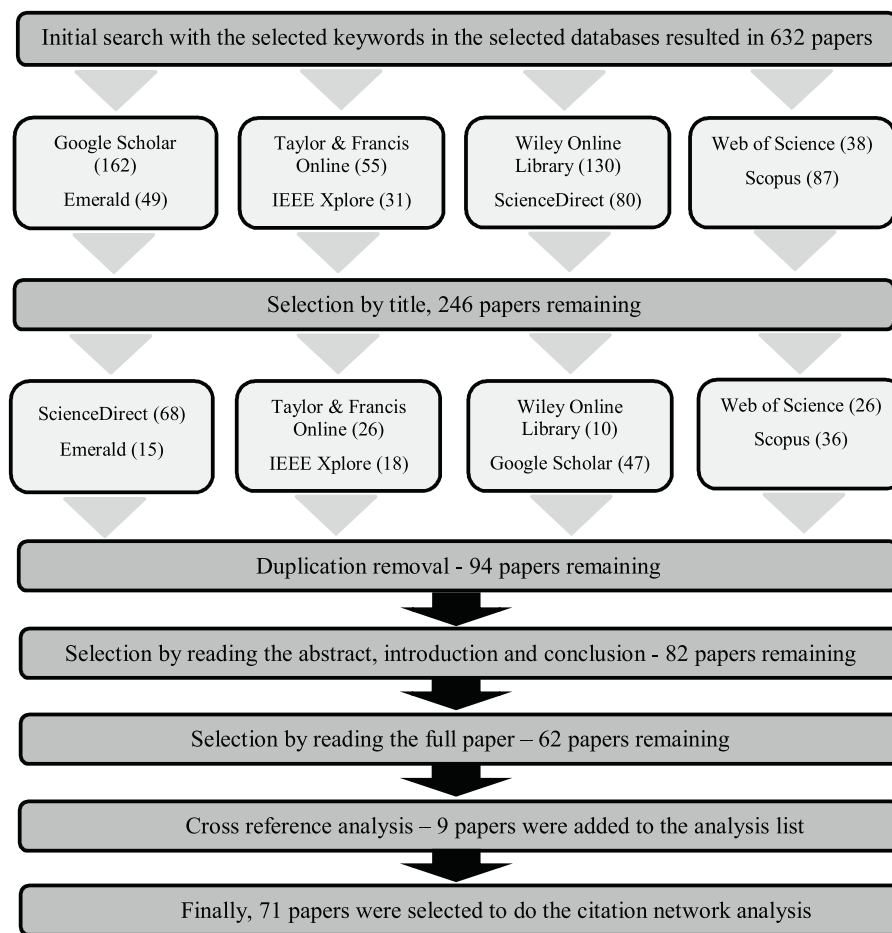 Initial search with the selected keywords in the selected databases resulted in 632 papers
Google Scholar
(162)
Emerald (49)
Taylor & Francis
Online (55)
IEEE Xplore (31)
Wiley Online
Library (130)
ScienceDirect (80)
Web of Science (38)
Scopus (87)
Selection by title, 246 papers remaining
ScienceDirect (68)
Emerald (15)
Taylor & Francis
Online (26)
IEEE Xplore (18)
Wiley Online
Library (10)
Google Scholar (47)
Web of Science (26)
Scopus (36)
Duplication removal - 94 papers remaining
Selection by reading the abstract, introduction and conclusion - 82 papers remaining
Selection by reading the full paper – 62 papers remaining
Cross reference analysis – 9 papers were added to the analysis list
Finally, 71 papers were selected to do the citation network analysis